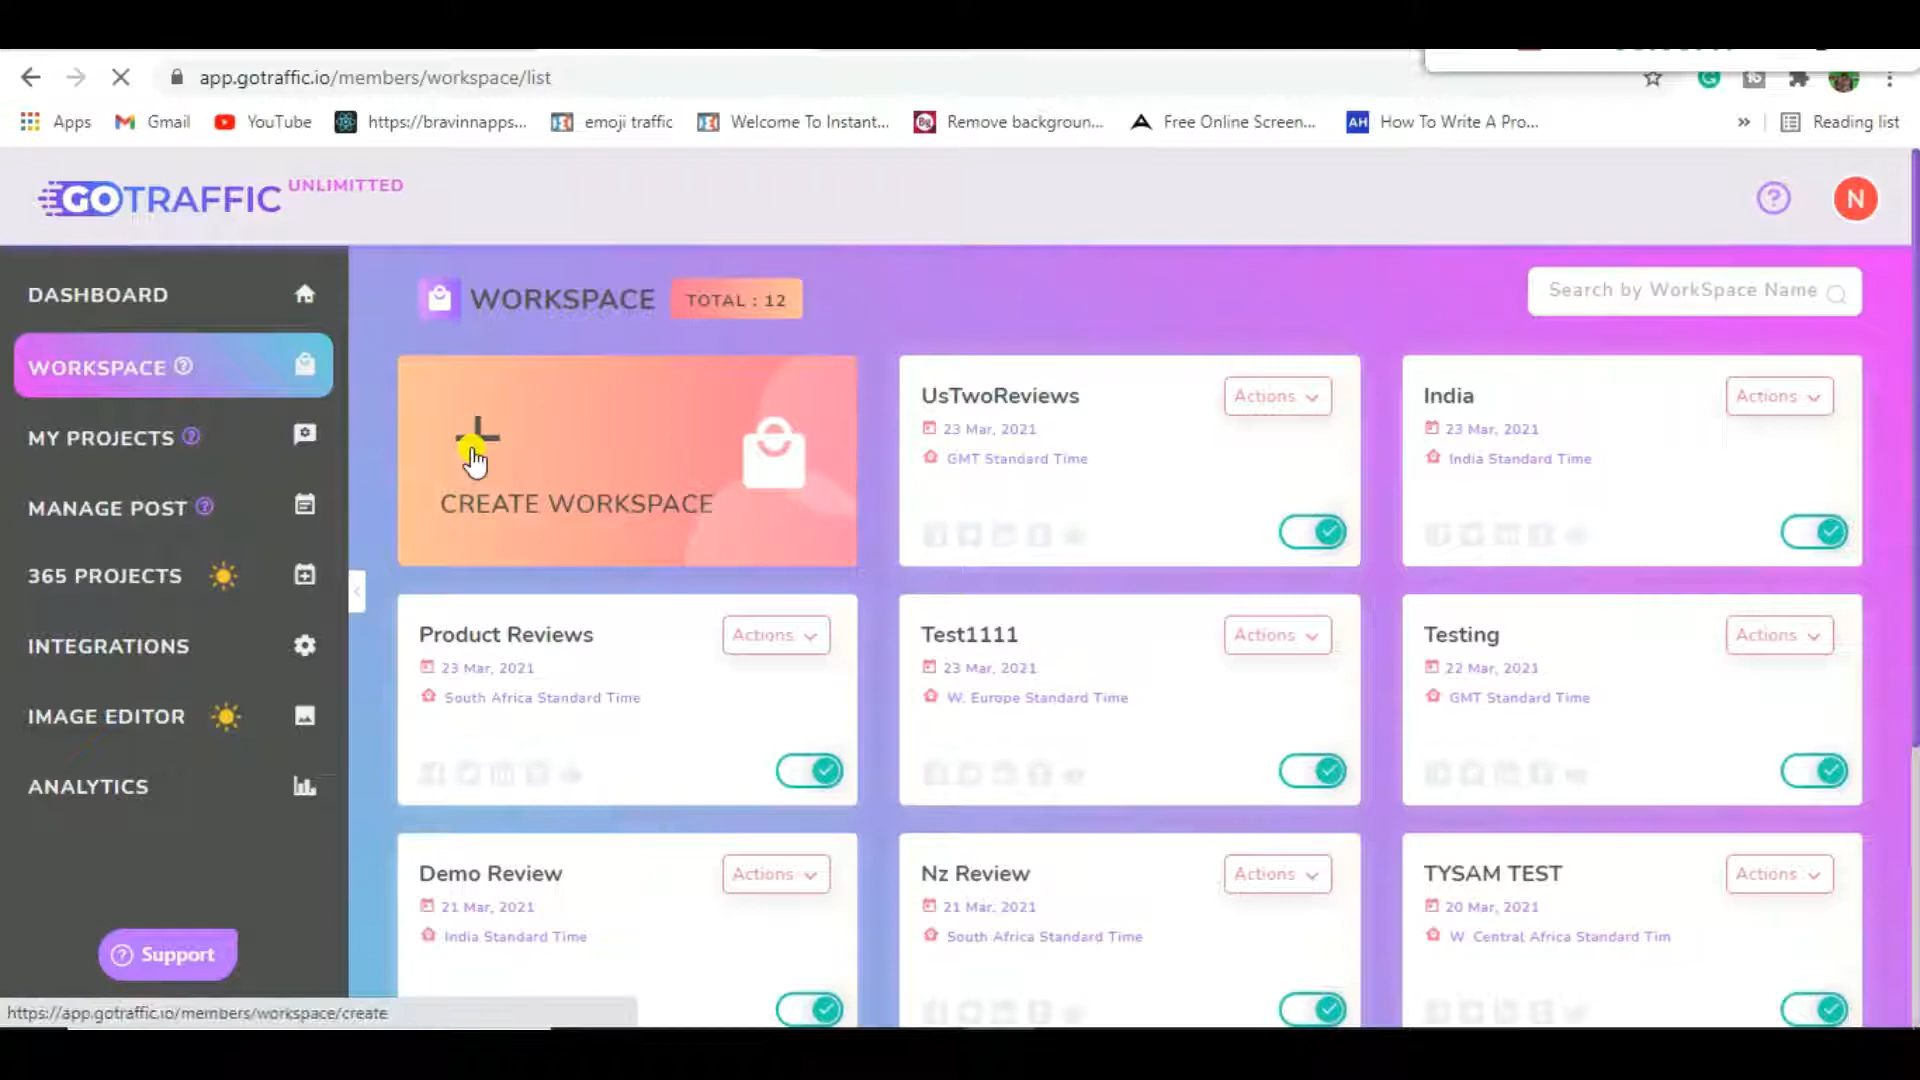 app.gotraffic.io/members/workspace/list
Apps Gmail YouTube https://bravinnapps... emoji traffic Welcome To Instant... Remove backgroun... Free Online Screen... AH How To Write A Pro... » Reading list
GOTRAFFIC UNLIMITTED
? N
DASHBOARD
WORKSPACE ?
MY PROJECTS ?
MANAGE POST ?
365 PROJECTS
INTEGRATIONS
IMAGE EDITOR
ANALYTICS
? Support
WORKSPACE TOTAL : 12
Search by WorkSpace Name
CREATE WORKSPACE
UsTwoReviews Actions
23 Mar, 2021
GMT Standard Time
India Actions
23 Mar, 2021
India Standard Time
Product Reviews Actions
23 Mar, 2021
South Africa Standard Time
Test1111 Actions
23 Mar, 2021
W. Europe Standard Time
Testing Actions
22 Mar, 2021
GMT Standard Time
Demo Review Actions
21 Mar, 2021
India Standard Time
Nz Review Actions
21 Mar, 2021
South Africa Standard Time
TYSAM TEST Actions
20 Mar, 2021
W. Central Africa Standard Tim
https://app.gotraffic.io/members/workspace/create